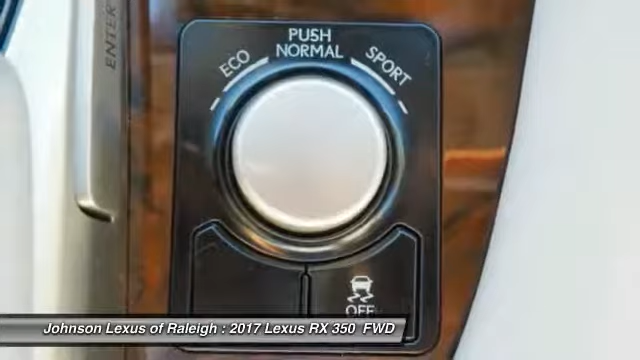 ENTER
PUSH
ECO NORMAL SPORT
OFF
Johnson Lexus of Raleigh : 2017 Lexus RX 350 FWD